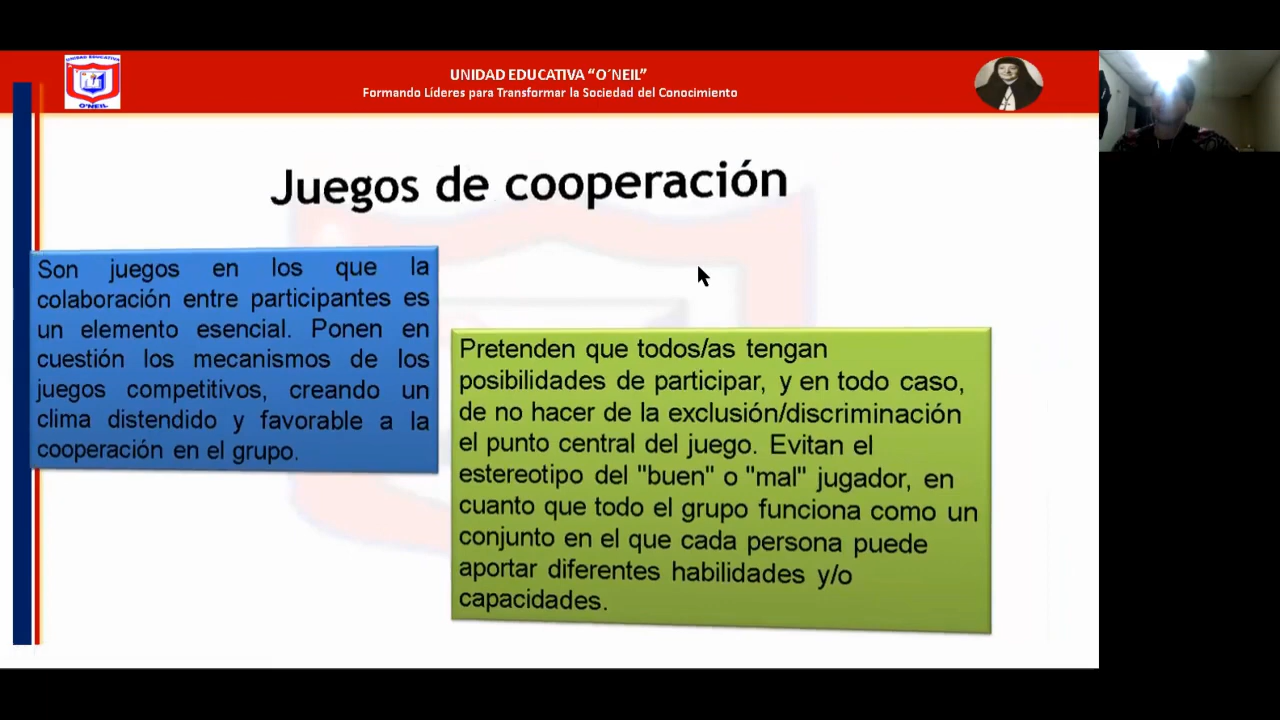 UNIDAD EDUCATIVA
O´NEIL
UNIDAD EDUCATIVA “O´NEIL”
Formando Líderes para Transformar la Sociedad del Conocimiento
Juegos de cooperación
Son juegos en los que la
colaboración entre participantes es
un elemento esencial. Ponen en
cuestión los mecanismos de los
juegos competitivos, creando un
clima distendido y favorable a la
cooperación en el grupo.
Pretenden que todos/as tengan
posibilidades de participar, y en todo caso,
de no hacer de la exclusión/discriminación
el punto central del juego. Evitan el
estereotipo del "buen" o "mal" jugador, en
cuanto que todo el grupo funciona como un
conjunto en el que cada persona puede
aportar diferentes habilidades y/o
capacidades.